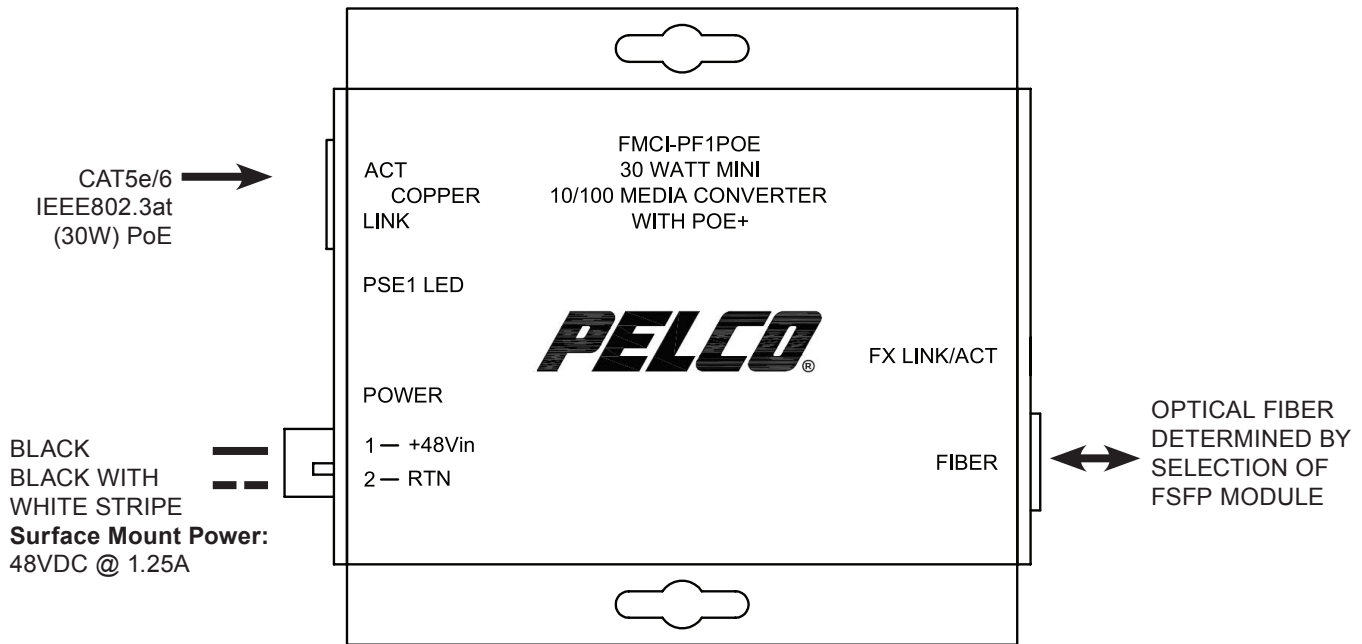 CAT5e/6
IEEE802.3at
(30W) PoE
ACT
COPPER
LINK
FMCI-PF1POE
30 WATT MINI
10/100 MEDIA CONVERTER
WITH POE+
PSE1 LED
PELCO®
FX LINK/ACT
POWER
1 — +48Vin
2 — RTN
BLACK
BLACK WITH
WHITE STRIPE
Surface Mount Power:
48VDC @ 1.25A
FIBER
OPTICAL FIBER
DETERMINED BY
SELECTION OF
FSFP MODULE